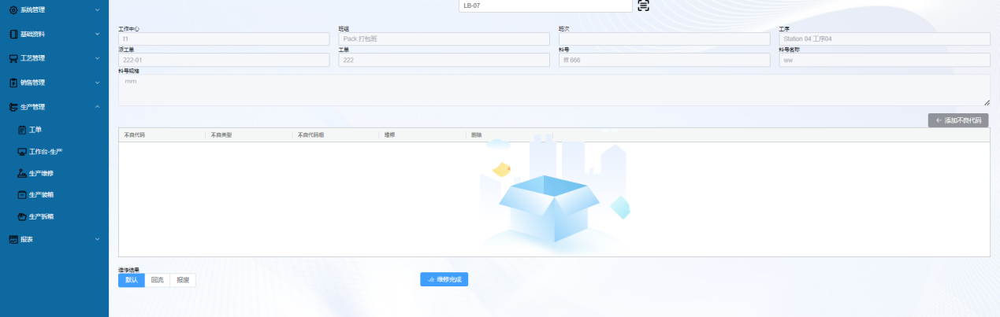 系统管理
基础资料
工艺管理
销售管理
生产管理
工单
工作台-生产
生产维修
生产装箱
生产拆箱
报表
LB-07
工作中心 班组 班次 工序
t1 Pack 打包班 Station 04 工序04
派工单 工单 料号 料号名称
222-01 222 fff 666 ww
料号规格
mm
添加不良代码
不良代码 不良类型 不良代码组 维修 删除
维修结果
默认 回流 报废
维修完成